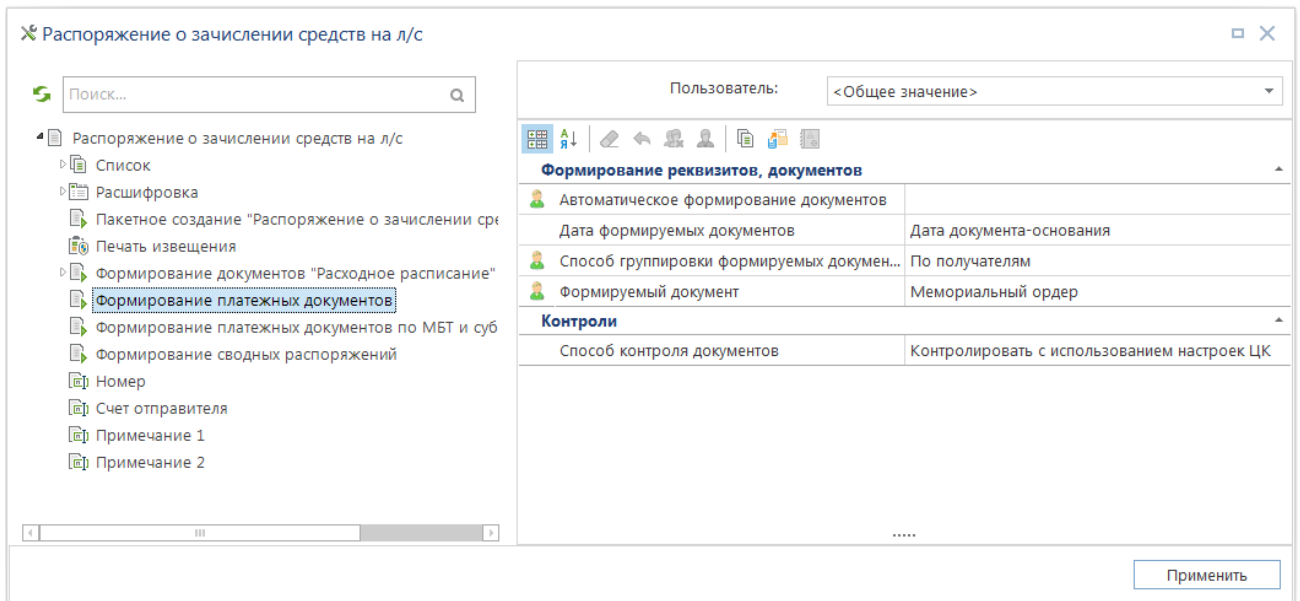 Распоряжение о зачислении средств на л/с
Поиск...
Распоряжение о зачислении средств на л/с
Список
Расшифровка
Пакетное создание "Распоряжение о зачислении сре
Печать извещения
Формирование документов "Расходное расписание"
Формирование платежных документов
Формирование платежных документов по МБТ и суб
Формирование сводных распоряжений
Номер
Счет отправителя
Примечание 1
Примечание 2
Пользователь: <Общее значение>
Формирование реквизитов, документов
Автоматическое формирование документов
Дата формируемых документов Дата документа-основания
Способ группировки формируемых докумен... По получателям
Формируемый документ Мемориальный ордер
Контроли
Способ контроля документов Контролировать с использованием настроек ЦК
Применить